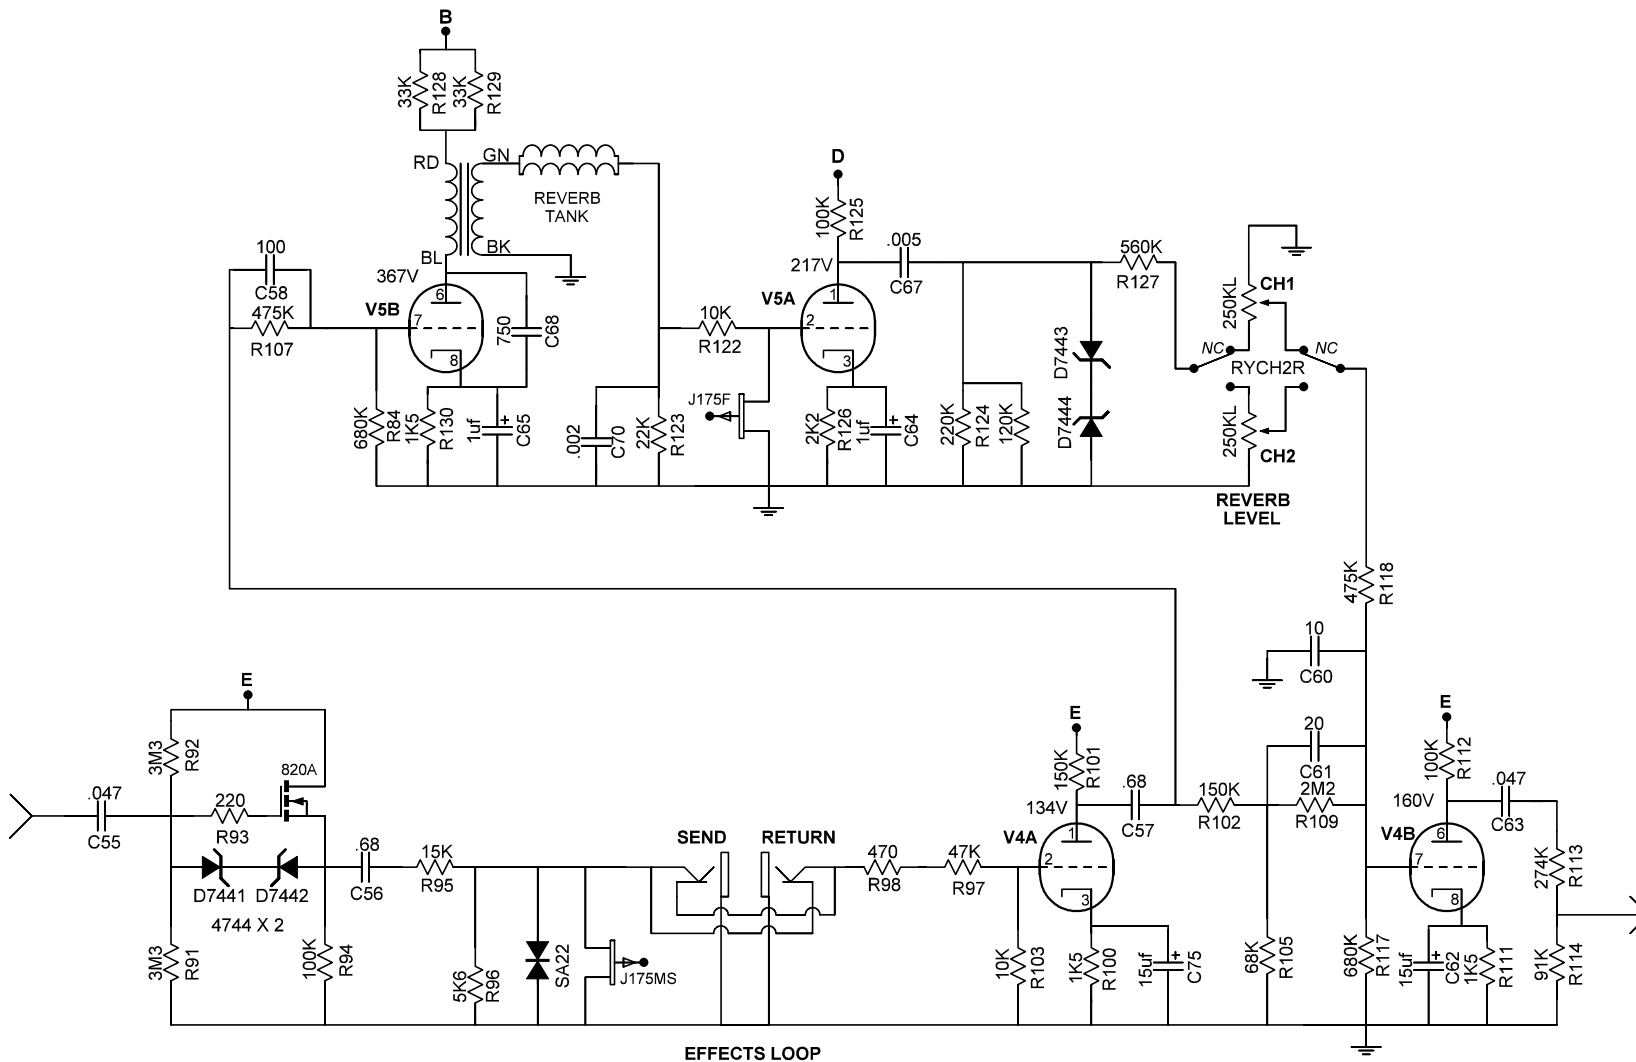 B
33K
R128
33K
R129
RD
GN
REVERB
TANK
BL
BK
100
C58
475K
R107
367V
V5B
6
7
8
750
C68
680K
R84
1K5
R130
1uf
+
C65
.002
C70
22K
R123
10K
R122
J175F
D
100K
R125
217V
V5A
1
2
3
2K2
R126
1uf
+
C64
.005
C67
220K
R124
120K
D7443
D7444
560K
R127
250KL
CH1
NC
NC
RYCH2R
250KL
CH2
REVERB
LEVEL
475K
R118
10
C60
E
3M3
R92
820A
.047
C55
220
R93
D7441
D7442
4744 X 2
3M3
R91
100K
R94
.68
C56
15K
R95
5K6
R96
SA22
J175MS
SEND
RETURN
470
R98
47K
R97
10K
R103
E
150K
R101
134V
V4A
1
2
3
1K5
R100
15uf
+
C75
.68
C57
150K
R102
20
C61
2M2
R109
68K
R105
680K
R117
E
100K
R112
160V
V4B
6
7
8
15uf
+
C62
1K5
R111
.047
C63
274K
R113
91K
R114
EFFECTS LOOP